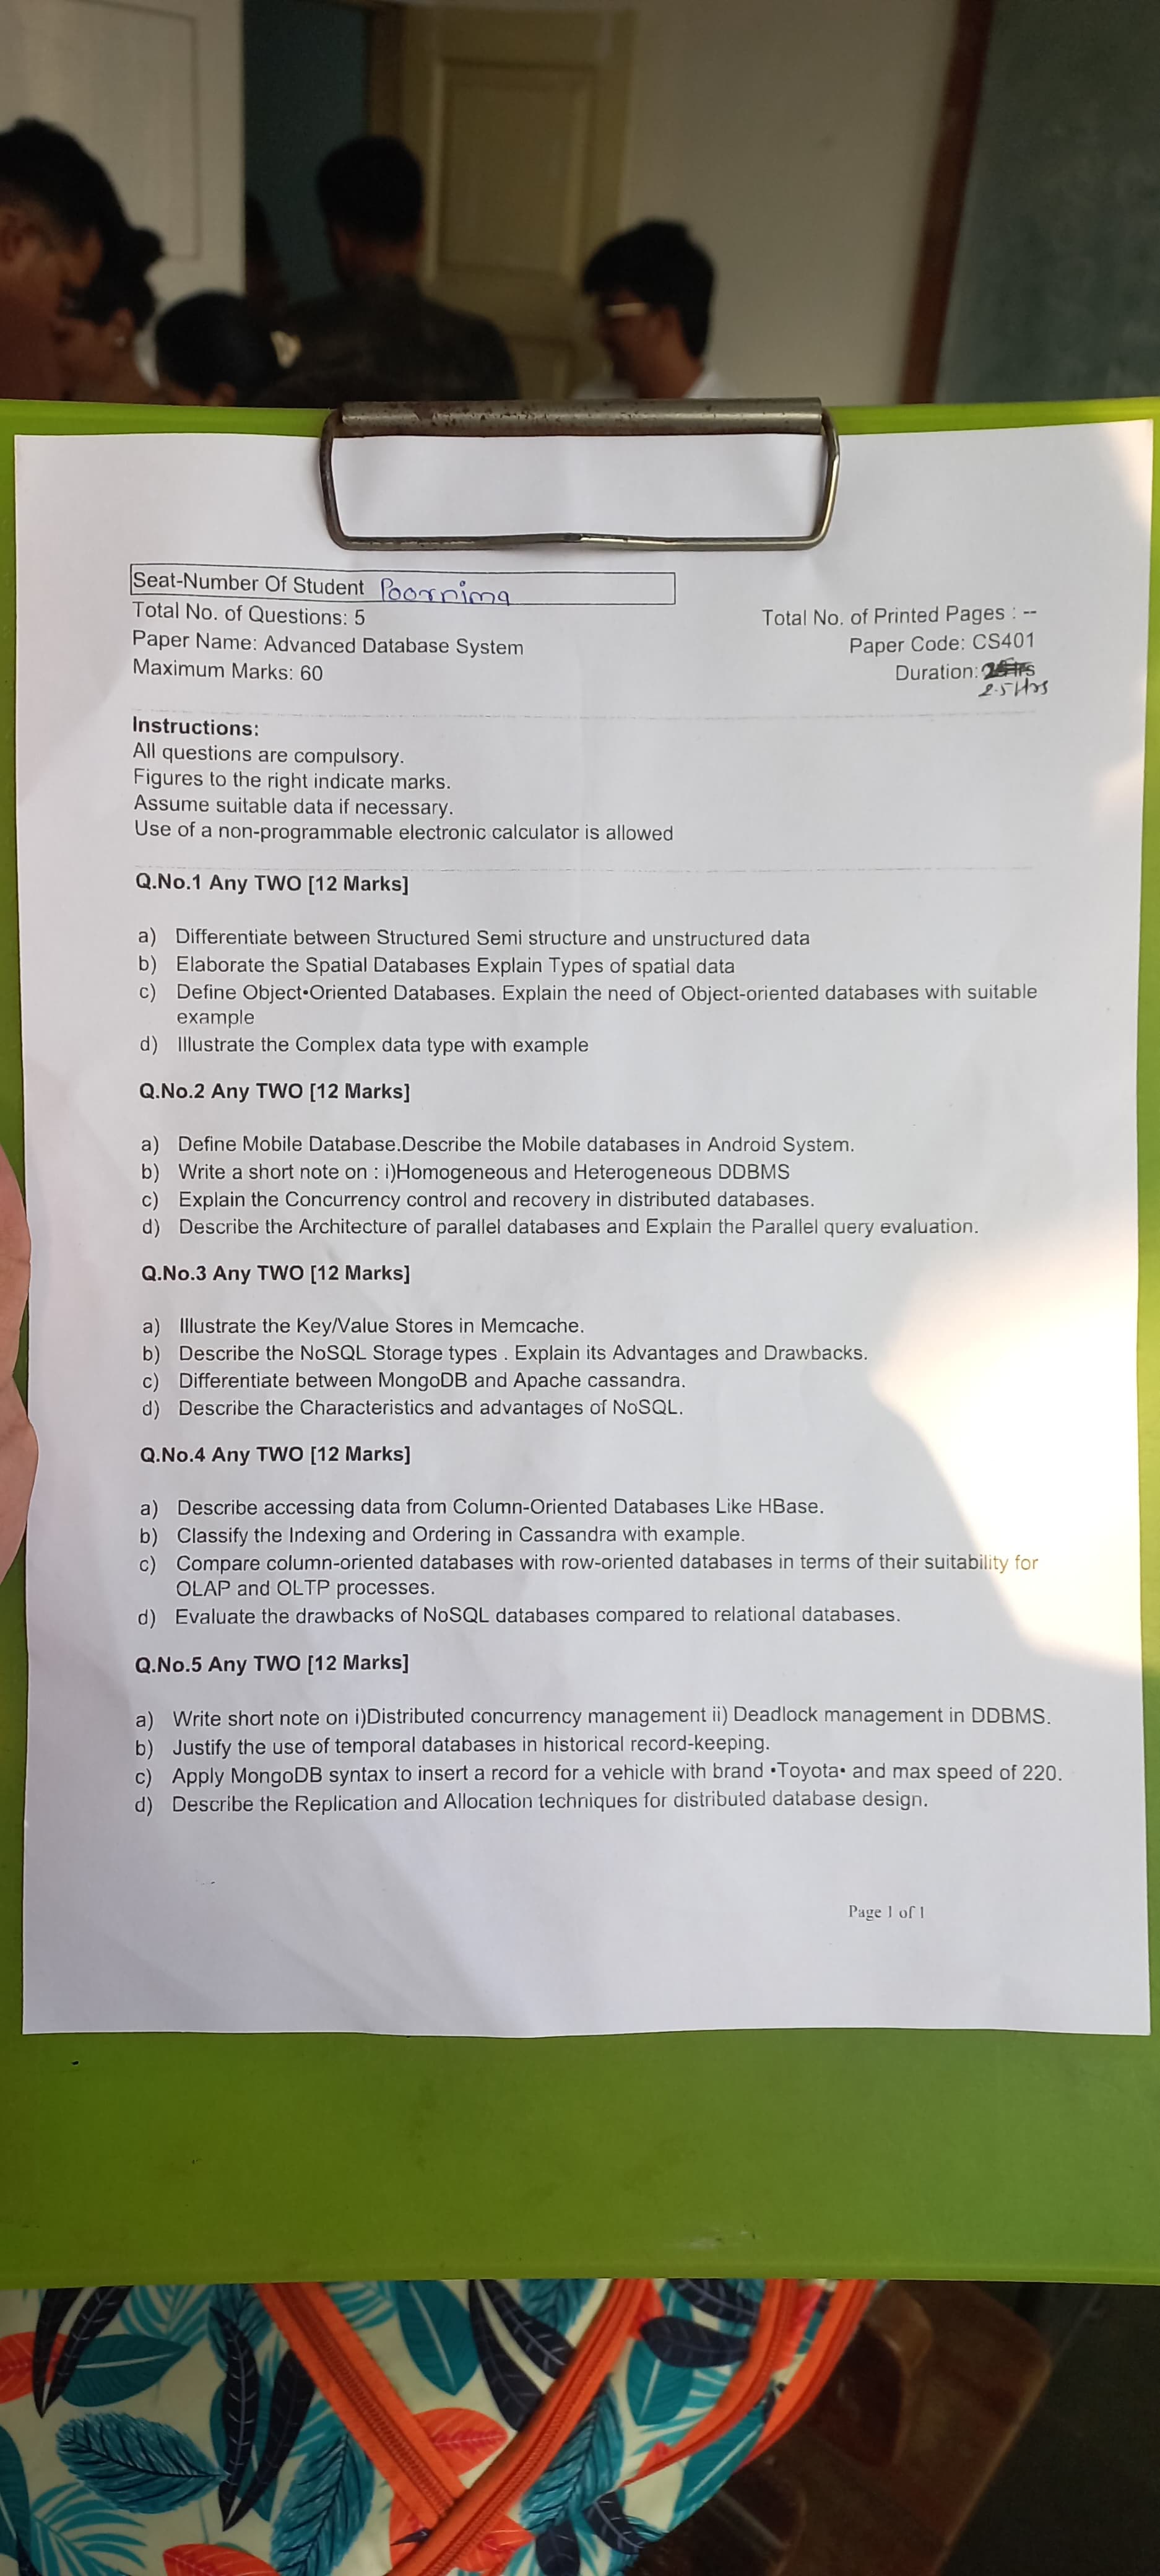 Seat-Number Of Student Poornima
Total No. of Questions: 5
Total No. of Printed Pages : --
Paper Name: Advanced Database System
Paper Code: CS401
Maximum Marks: 60
Duration:
2.5 Hrs
Instructions:
All questions are compulsory.
Figures to the right indicate marks.
Assume suitable data if necessary.
Use of a non-programmable electronic calculator is allowed
Q.No.1 Any TWO [12 Marks]
a) Differentiate between Structured Semi structure and unstructured data
b) Elaborate the Spatial Databases Explain Types of spatial data
c) Define Object•Oriented Databases. Explain the need of Object-oriented databases with suitable
example
d) Illustrate the Complex data type with example
Q.No.2 Any TWO [12 Marks]
a) Define Mobile Database.Describe the Mobile databases in Android System.
b) Write a short note on : i)Homogeneous and Heterogeneous DDBMS
c) Explain the Concurrency control and recovery in distributed databases.
d) Describe the Architecture of parallel databases and Explain the Parallel query evaluation.
Q.No.3 Any TWO [12 Marks]
a) Illustrate the Key/Value Stores in Memcache.
b) Describe the NoSQL Storage types . Explain its Advantages and Drawbacks.
c) Differentiate between MongoDB and Apache cassandra.
d) Describe the Characteristics and advantages of NoSQL.
Q.No.4 Any TWO [12 Marks]
a) Describe accessing data from Column-Oriented Databases Like HBase.
b) Classify the Indexing and Ordering in Cassandra with example.
c) Compare column-oriented databases with row-oriented databases in terms of their suitability for
OLAP and OLTP processes.
d) Evaluate the drawbacks of NoSQL databases compared to relational databases.
Q.No.5 Any TWO [12 Marks]
a) Write short note on i)Distributed concurrency management ii) Deadlock management in DDBMS.
b) Justify the use of temporal databases in historical record-keeping.
c) Apply MongoDB syntax to insert a record for a vehicle with brand •Toyota• and max speed of 220.
d) Describe the Replication and Allocation techniques for distributed database design.
Page 1 of 1